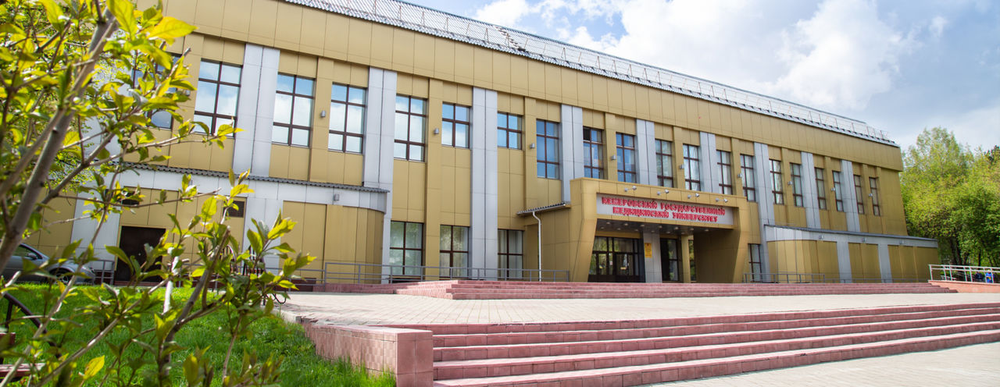 КЕМЕРОВСКИЙ ГОСУДАРСТВЕННЫЙ
МЕДИЦИНСКИЙ УНИВЕРСИТЕТ